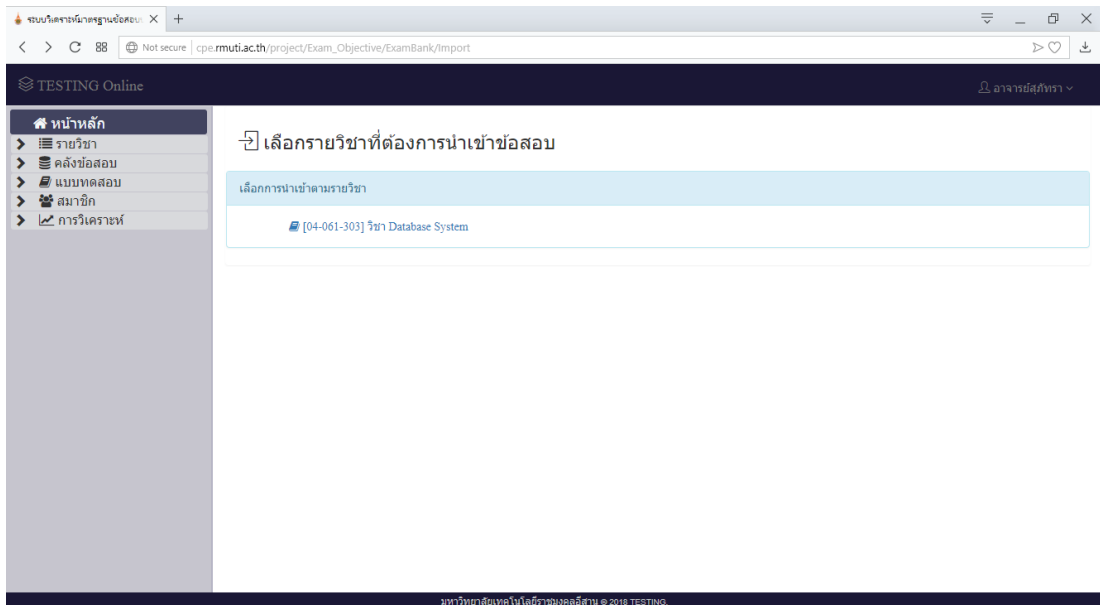 ระบบวิเคราะห์มาตรฐานข้อสอบ
Not secure cpe.rmuti.ac.th/project/Exam_Objective/ExamBank/Import
TESTING Online
อาจารย์สุภัทรา
หน้าหลัก
รายวิชา
คลังข้อสอบ
แบบทดสอบ
สมาชิก
การวิเคราะห์
เลือกรายวิชาที่ต้องการนำเข้าข้อสอบ
เลือกการนำเข้าตามรายวิชา
[04-061-303] วิชา Database System
มหาวิทยาลัยเทคโนโลยีราชมงคลอีสาน © 2018 TESTING.